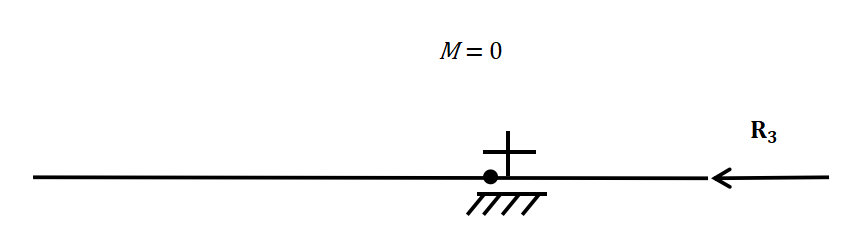 M = 0
R₃